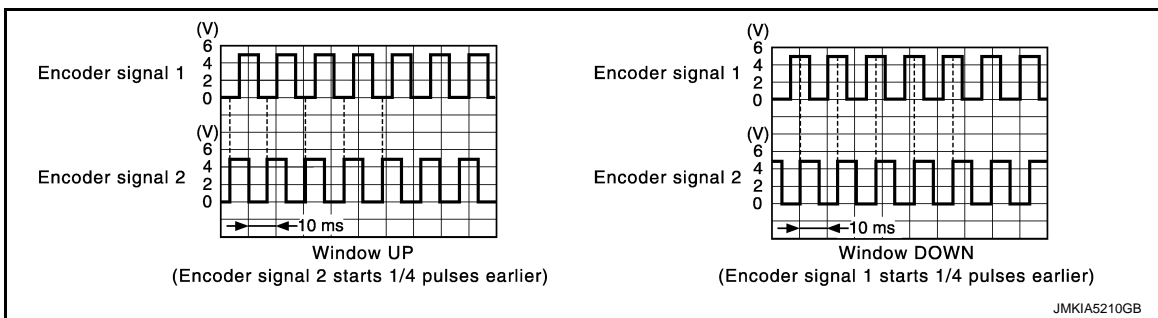 (V)
6
4
2
0
Encoder signal 1
(V)
6
4
2
0
Encoder signal 2
10 ms
Window UP
(Encoder signal 2 starts 1/4 pulses earlier)
(V)
6
4
2
0
Encoder signal 1
(V)
6
4
2
0
Encoder signal 2
10 ms
Window DOWN
(Encoder signal 1 starts 1/4 pulses earlier)
JMKIA5210GB